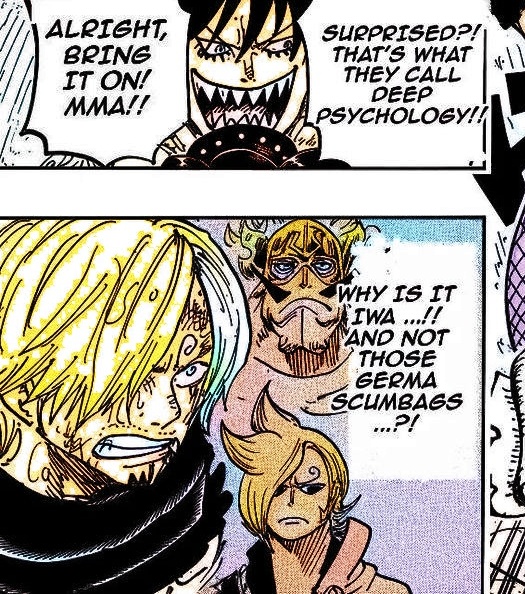 SURPRISED?!
THAT'S WHAT
THEY CALL
DEEP
PSYCHOLOGY!!
ALRIGHT,
BRING
IT ON!
MMA!!
WHY IS IT
IWA ...!!
AND NOT
THOSE
GERMA
SCUMBAGS
...?!